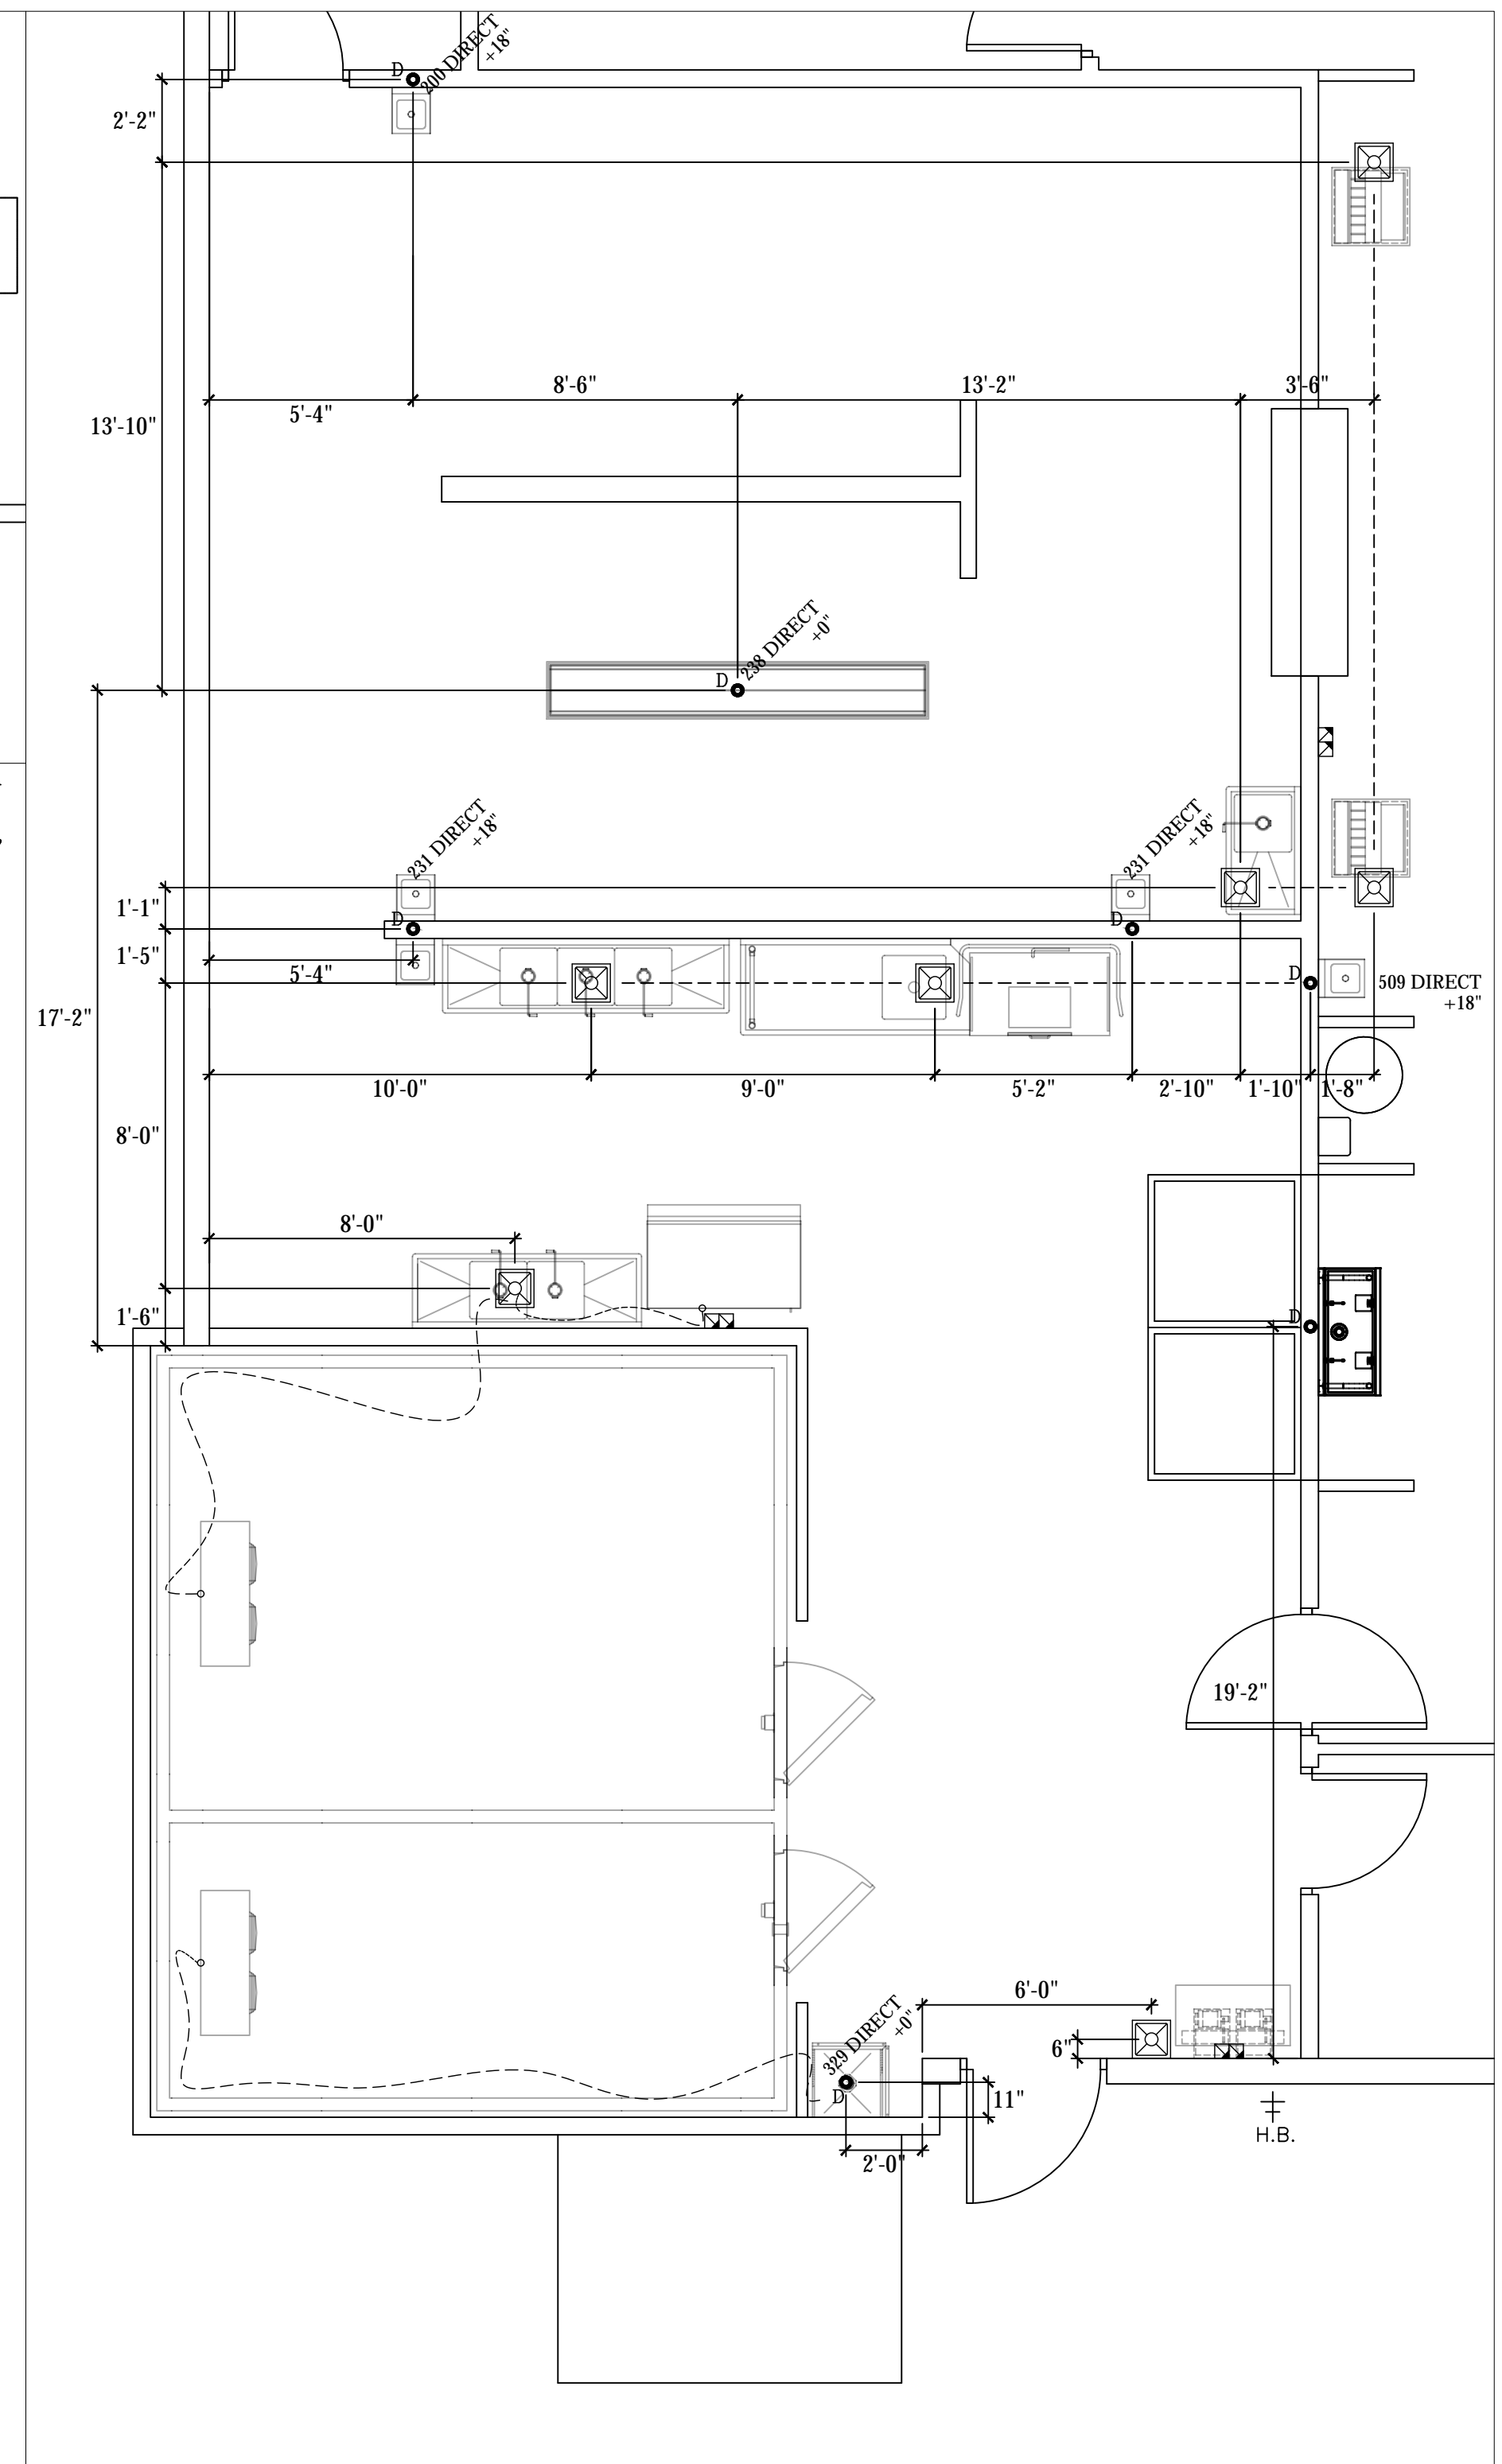 200 DIRECT
+18"
D
2'-2"
8'-6"
13'-2"
3'-6"
5'-4"
13'-10"
238 DIRECT
+0"
D
231 DIRECT
+18"
231 DIRECT
+18"
1'-1"
D
D
1'-5"
5'-4"
D
509 DIRECT
+18"
17'-2"
10'-0"
9'-0"
5'-2"
2'-10"
1'-10"
1'-8"
8'-0"
8'-0"
1'-6"
D
19'-2"
6'-0"
329 DIRECT
+0"
6"
D
11"
H.B.
2'-0"